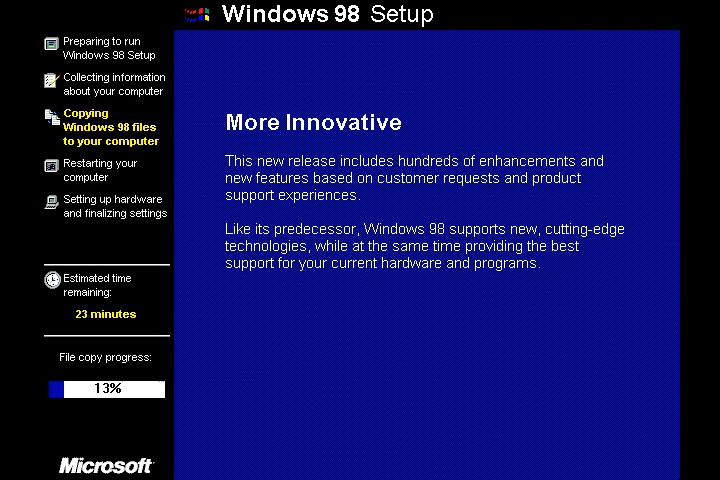 Windows 98 Setup
Preparing to run
Windows 98 Setup
Collecting information
about your computer
Copying
Windows 98 files
to your computer
Restarting your
computer
Setting up hardware
and finalizing settings
Estimated time
remaining:
23 minutes
File copy progress:
13%
Microsoft
More Innovative
This new release includes hundreds of enhancements and
new features based on customer requests and product
support experiences.
Like its predecessor, Windows 98 supports new, cutting-edge
technologies, while at the same time providing the best
support for your current hardware and programs.